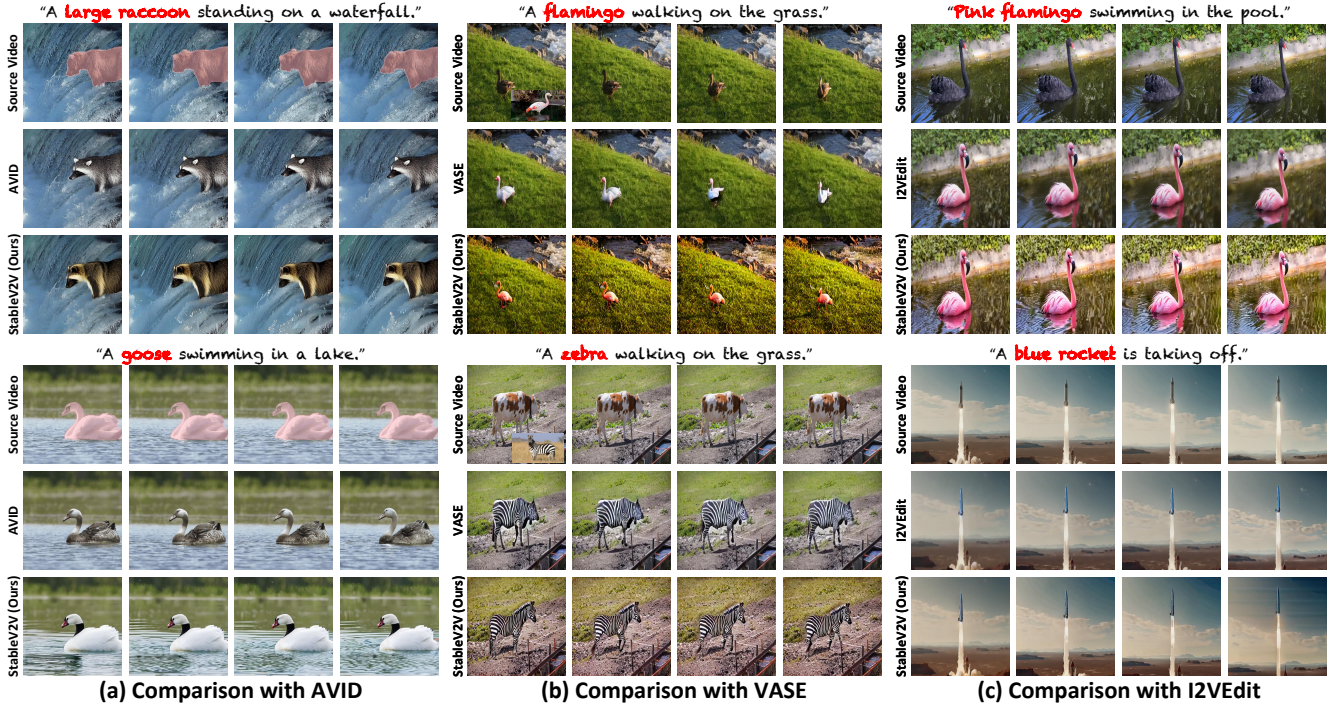 “A large raccoon standing on a waterfall.”
Source Video
AVID
StableV2V (Ours)
“A goose swimming in a lake.”
Source Video
AVID
StableV2V (Ours)
(a) Comparison with AVID
“A flamingo walking on the grass.”
Source Video
VASE
StableV2V (Ours)
“A zebra walking on the grass.”
Source Video
VASE
StableV2V (Ours)
(b) Comparison with VASE
“Pink flamingo swimming in the pool.”
Source Video
I2VEdit
StableV2V (Ours)
“A blue rocket is taking off.”
Source Video
I2VEdit
StableV2V (Ours)
(c) Comparison with I2VEdit